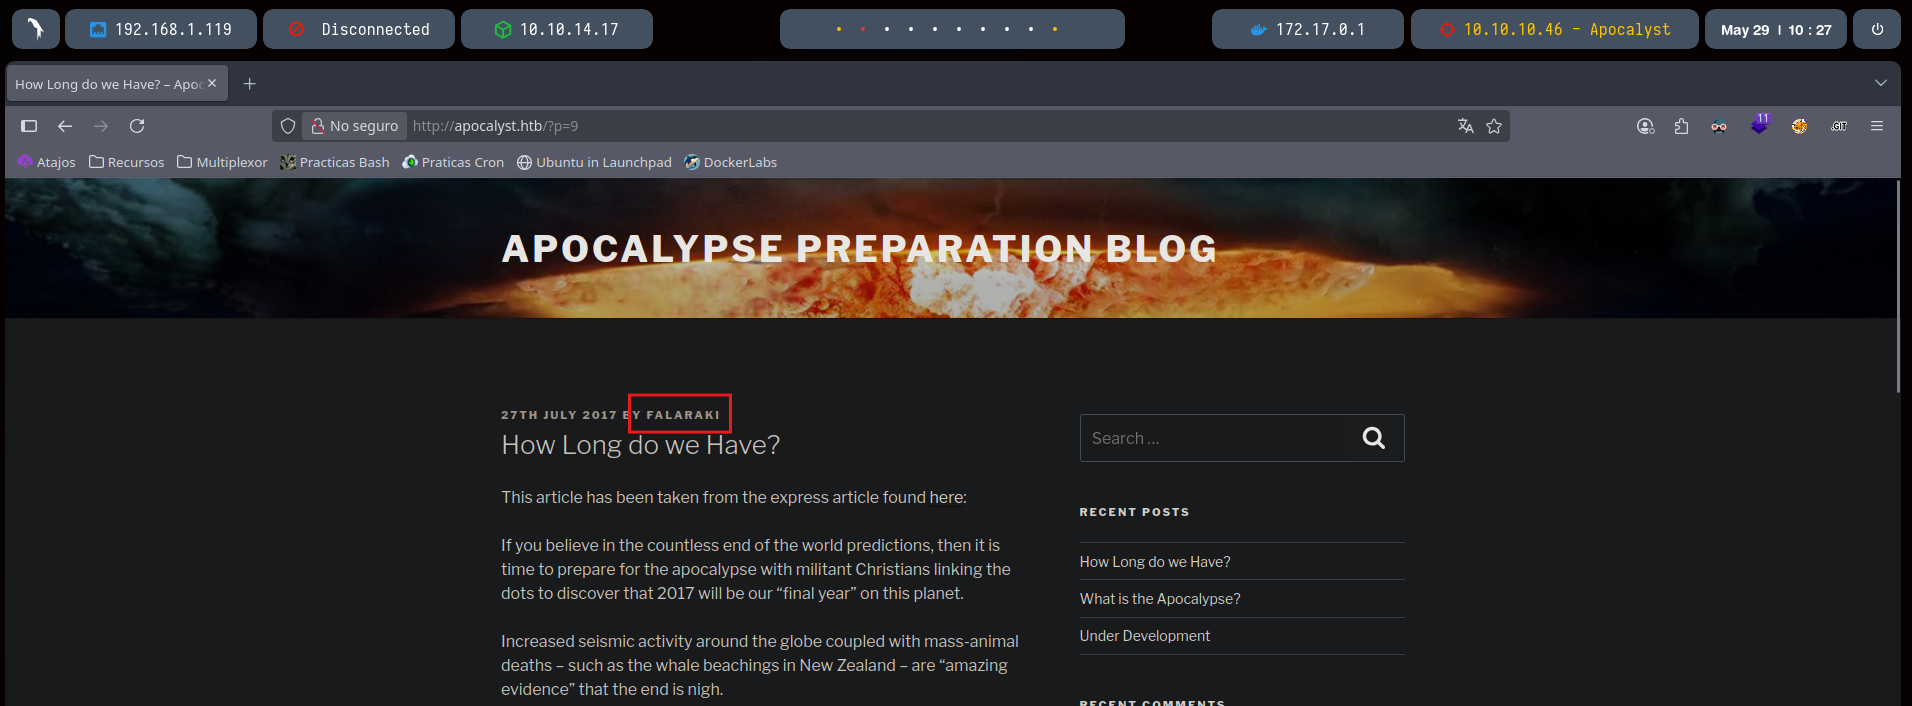 192.168.1.119
Disconnected
10.10.14.17
172.17.0.1
10.10.10.46 - Apocalyst
May 29 | 10 : 27
How Long do we Have? – Apoc
No seguro
http://apocalyst.htb/?p=9
11
.GIT
Atajos
Recursos
Multiplexor
Practicas Bash
Praticas Cron
Ubuntu in Launchpad
DockerLabs
APOCALYPSE PREPARATION BLOG
27TH JULY 2017 BY FALARAKI
How Long do we Have?
This article has been taken from the express article found here:
If you believe in the countless end of the world predictions, then it is
time to prepare for the apocalypse with militant Christians linking the
dots to discover that 2017 will be our “final year” on this planet.
Increased seismic activity around the globe coupled with mass-animal
deaths – such as the whale beachings in New Zealand – are “amazing
evidence” that the end is nigh.
Search …
RECENT POSTS
How Long do we Have?
What is the Apocalypse?
Under Development
RECENT COMMENTS